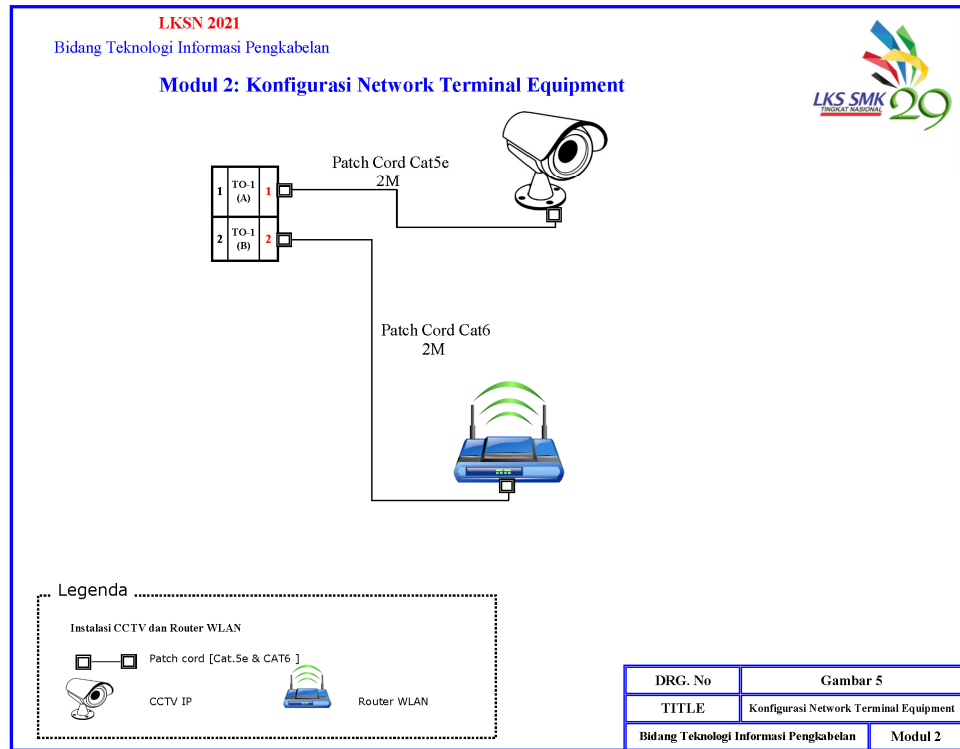 LKSN 2021
Bidang Teknologi Informasi Pengkabelan
Modul 2: Konfigurasi Network Terminal Equipment
LKS SMK 29
TINGKAT NASIONAL
Patch Cord Cat5e
2M
1 TO-1 (A) 1
2 TO-1 (B) 2
Patch Cord Cat6
2M
Legenda
Instalasi CCTV dan Router WLAN
Patch cord [Cat.5e & CAT6 ]
CCTV IP
Router WLAN
DRG. No Gambar 5
TITLE Konfigurasi Network Terminal Equipment
Bidang Teknologi Informasi Pengkabelan Modul 2